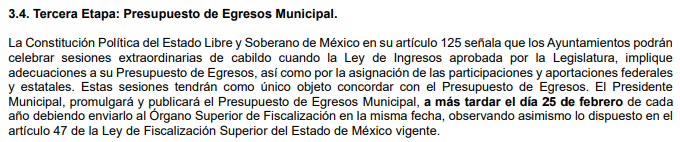 3.4. Tercera Etapa: Presupuesto de Egresos Municipal.
La Constitución Política del Estado Libre y Soberano de México en su artículo 125 señala que los Ayuntamientos podrán
celebrar sesiones extraordinarias de cabildo cuando la Ley de Ingresos aprobada por la Legislatura, implique
adecuaciones a su Presupuesto de Egresos, así como por la asignación de las participaciones y aportaciones federales
y estatales. Estas sesiones tendrán como único objeto concordar con el Presupuesto de Egresos. El Presidente
Municipal, promulgará y publicará el Presupuesto de Egresos Municipal, a más tardar el día 25 de febrero de cada
año debiendo enviarlo al Órgano Superior de Fiscalización en la misma fecha, observando asimismo lo dispuesto en el
artículo 47 de la Ley de Fiscalización Superior del Estado de México vigente.